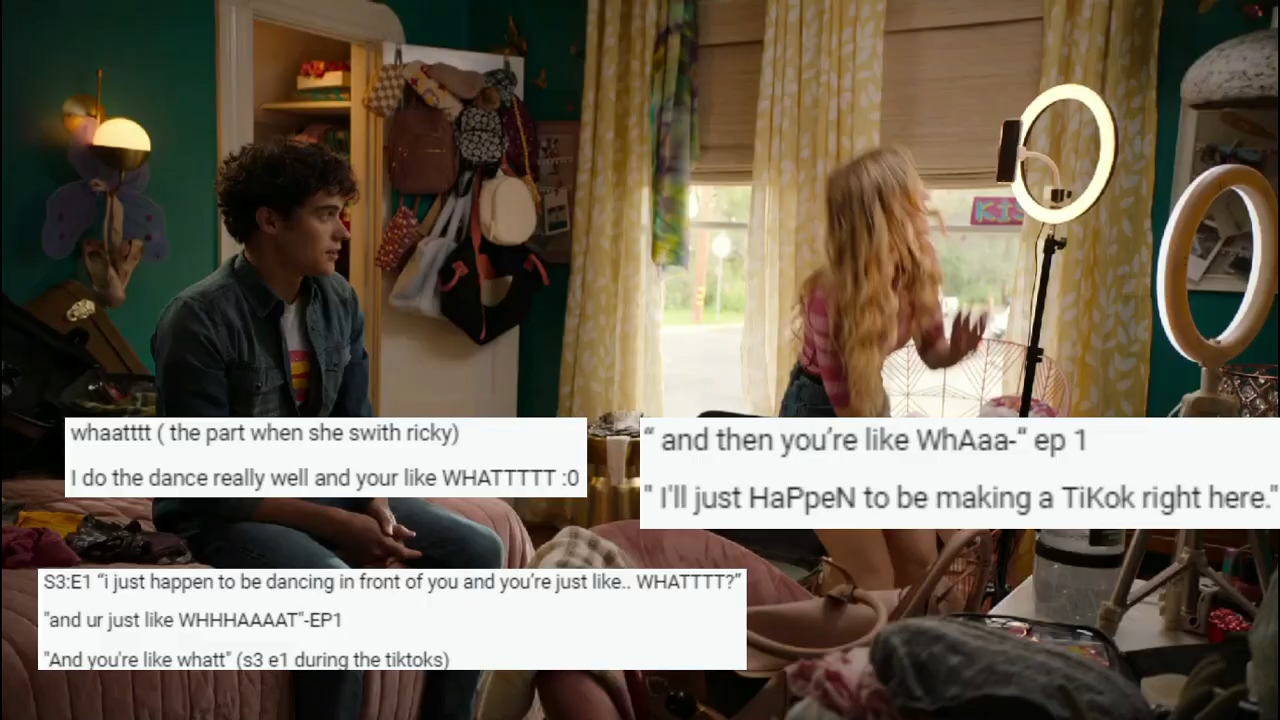 KIS
whaatttt ( the part when she swith ricky)
I do the dance really well and your like WHATTTTT :0
“ and then you’re like WhAaa-“ ep 1
" I'll just HaPpeN to be making a TiKok right here."
S3:E1 “i just happen to be dancing in front of you and you’re just like.. WHATTTT?”
"and ur just like WHHHAAAAT"-EP1
"And you're like whatt" (s3 e1 during the tiktoks)